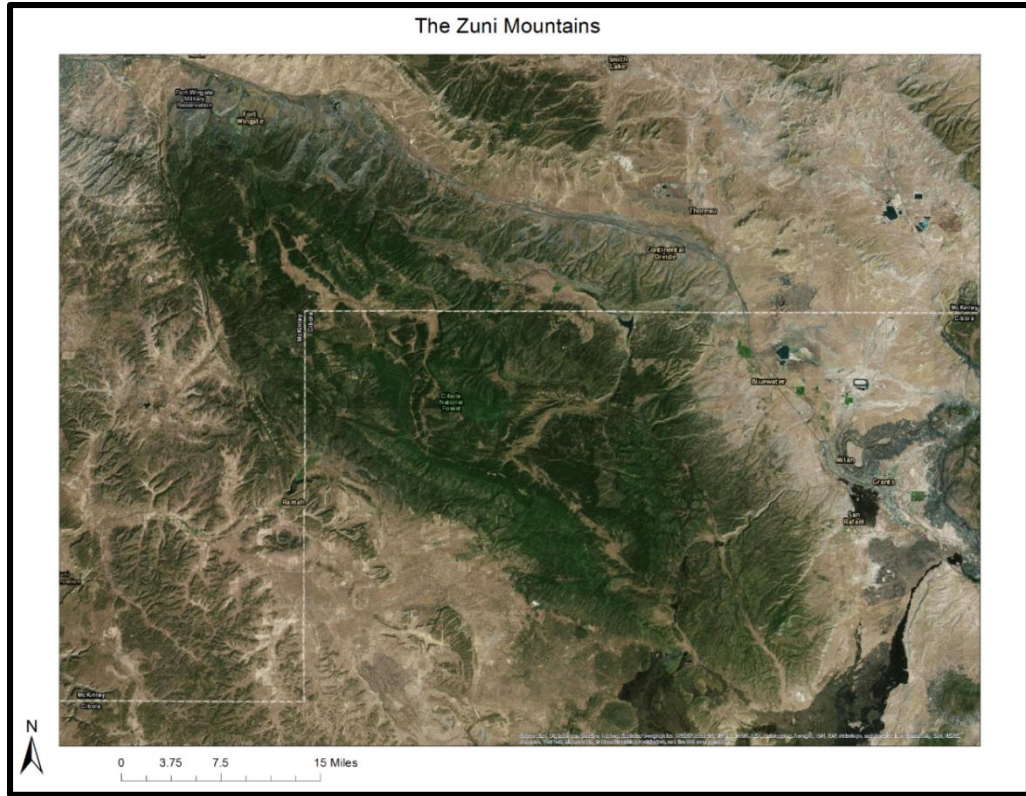 The Zuni Mountains
Smith
Lake
Fort Wingate
Military
Reservation
Fort
Wingate
Thoreau
Continental
Divide
McKinley
Cibola
McKinley
Cibola
Bluewater
Cibola
National
Forest
Milan
Grants
Ramah
San
Rafael
McKinley
Cibola
N
0 3.75 7.5 15 Miles